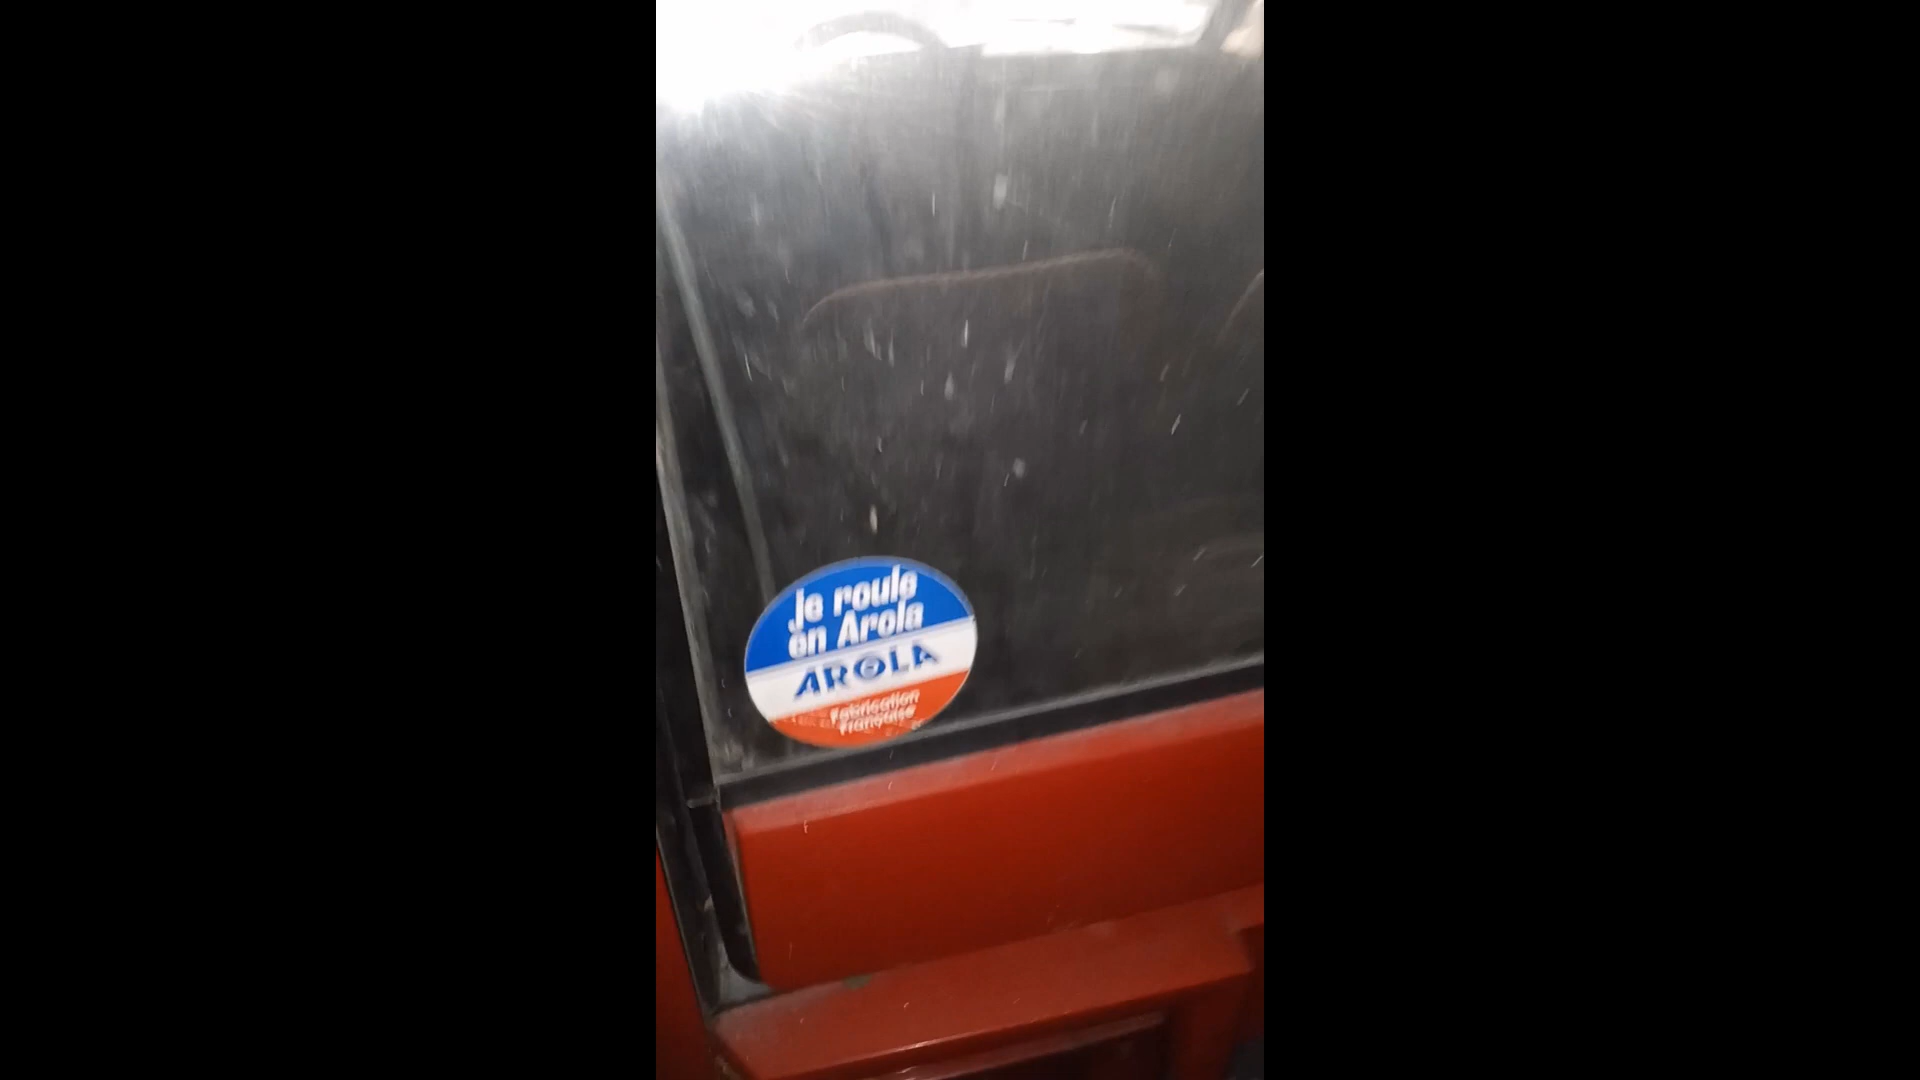 Je roule
en Arola
AROLA
Fabrication
Française